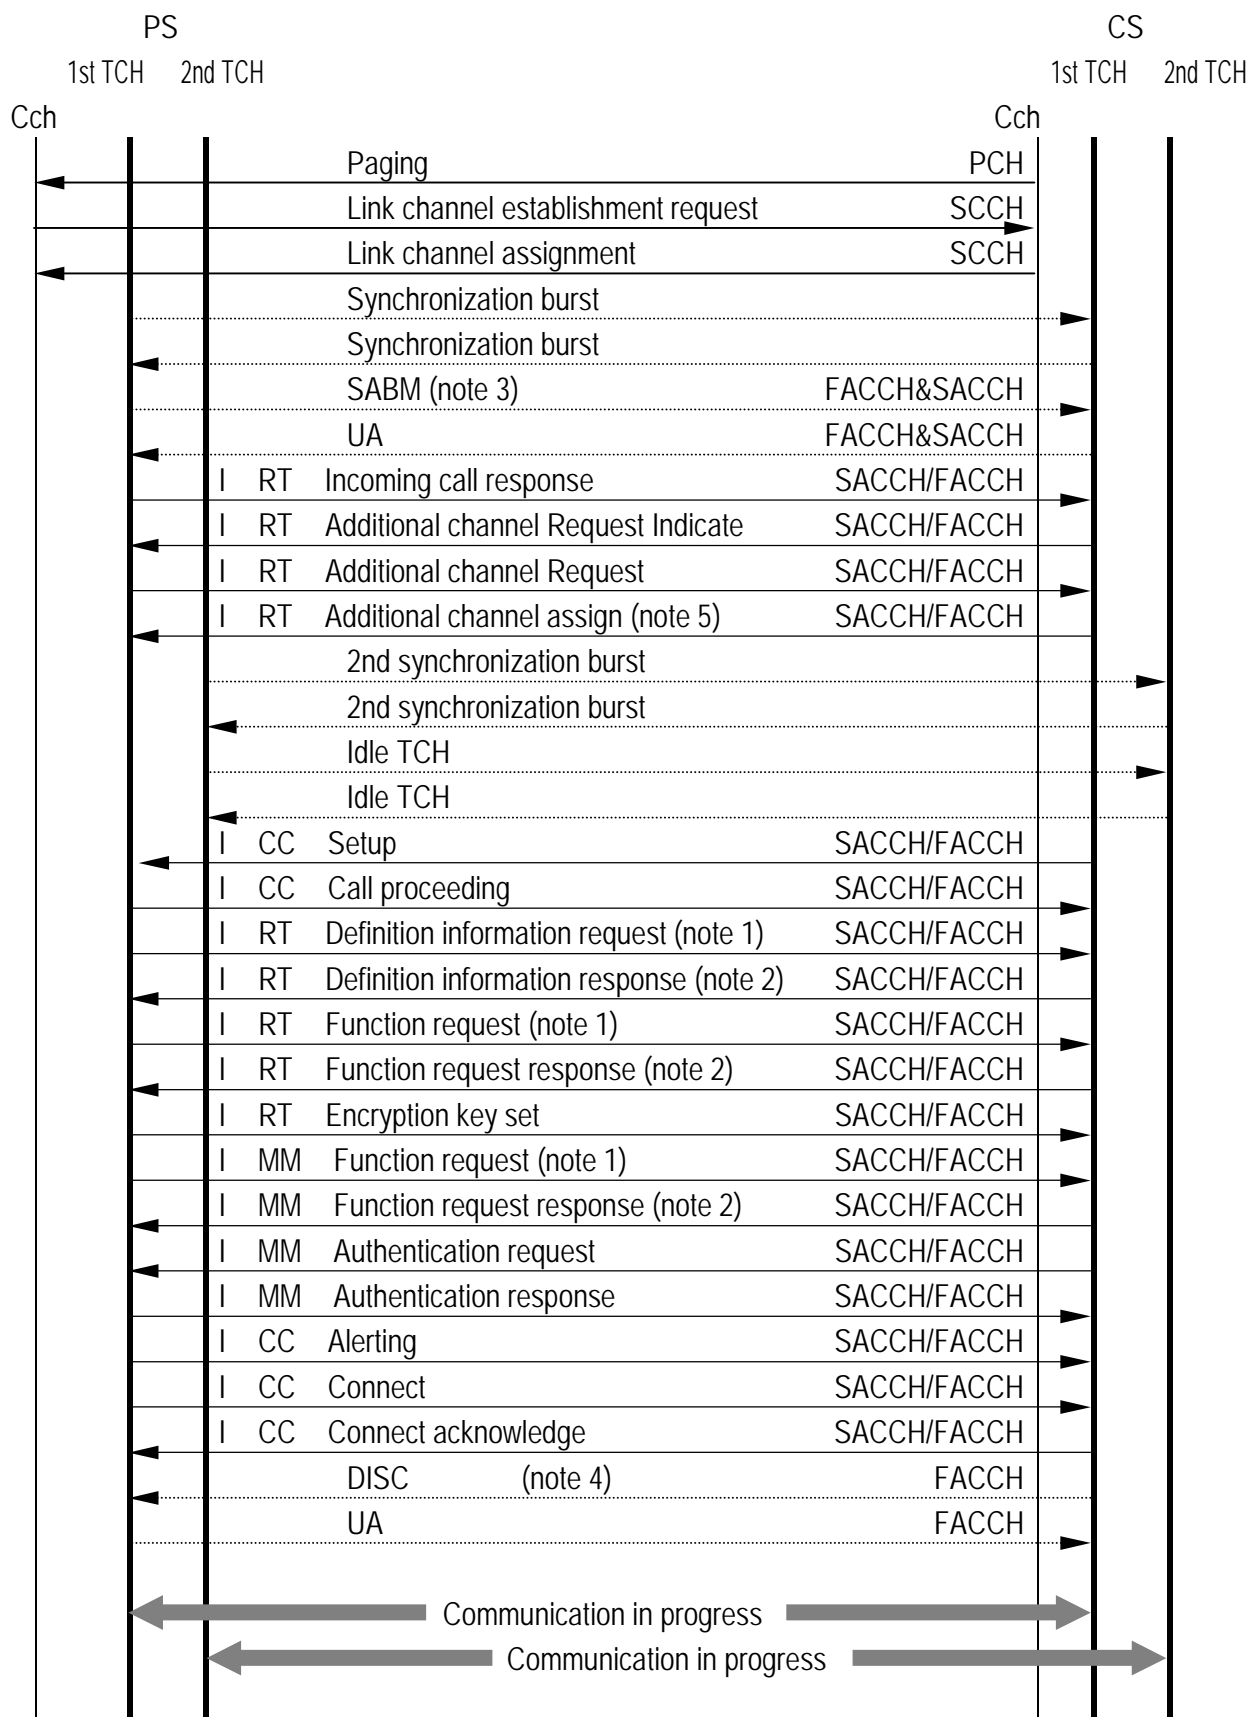 PS CS
1st TCH 2nd TCH 1st TCH 2nd TCH
Cch Cch
Paging PCH
Link channel establishment request SCCH
Link channel assignment SCCH
Synchronization burst
Synchronization burst
SABM (note 3) FACCH&SACCH
UA FACCH&SACCH
I RT Incoming call response SACCH/FACCH
I RT Additional channel Request Indicate SACCH/FACCH
I RT Additional channel Request SACCH/FACCH
I RT Additional channel assign (note 5) SACCH/FACCH
2nd synchronization burst
2nd synchronization burst
Idle TCH
Idle TCH
I CC Setup SACCH/FACCH
I CC Call proceeding SACCH/FACCH
I RT Definition information request (note 1) SACCH/FACCH
I RT Definition information response (note 2) SACCH/FACCH
I RT Function request (note 1) SACCH/FACCH
I RT Function request response (note 2) SACCH/FACCH
I RT Encryption key set SACCH/FACCH
I MM Function request (note 1) SACCH/FACCH
I MM Function request response (note 2) SACCH/FACCH
I MM Authentication request SACCH/FACCH
I MM Authentication response SACCH/FACCH
I CC Alerting SACCH/FACCH
I CC Connect SACCH/FACCH
I CC Connect acknowledge SACCH/FACCH
DISC (note 4) FACCH
UA FACCH
Communication in progress
Communication in progress